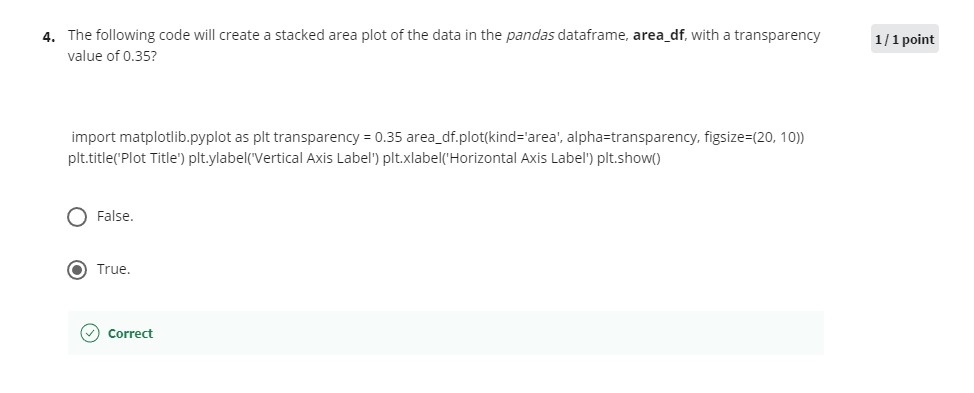 4. The following code will create a stacked area plot of the data in the pandas dataframe, area_df, with a transparency
value of 0.35?
1 / 1 point
import matplotlib.pyplot as plt transparency = 0.35 area_df.plot(kind='area', alpha=transparency, figsize=(20, 10))
plt.title('Plot Title') plt.ylabel('Vertical Axis Label') plt.xlabel('Horizontal Axis Label') plt.show()
False.
True.
Correct